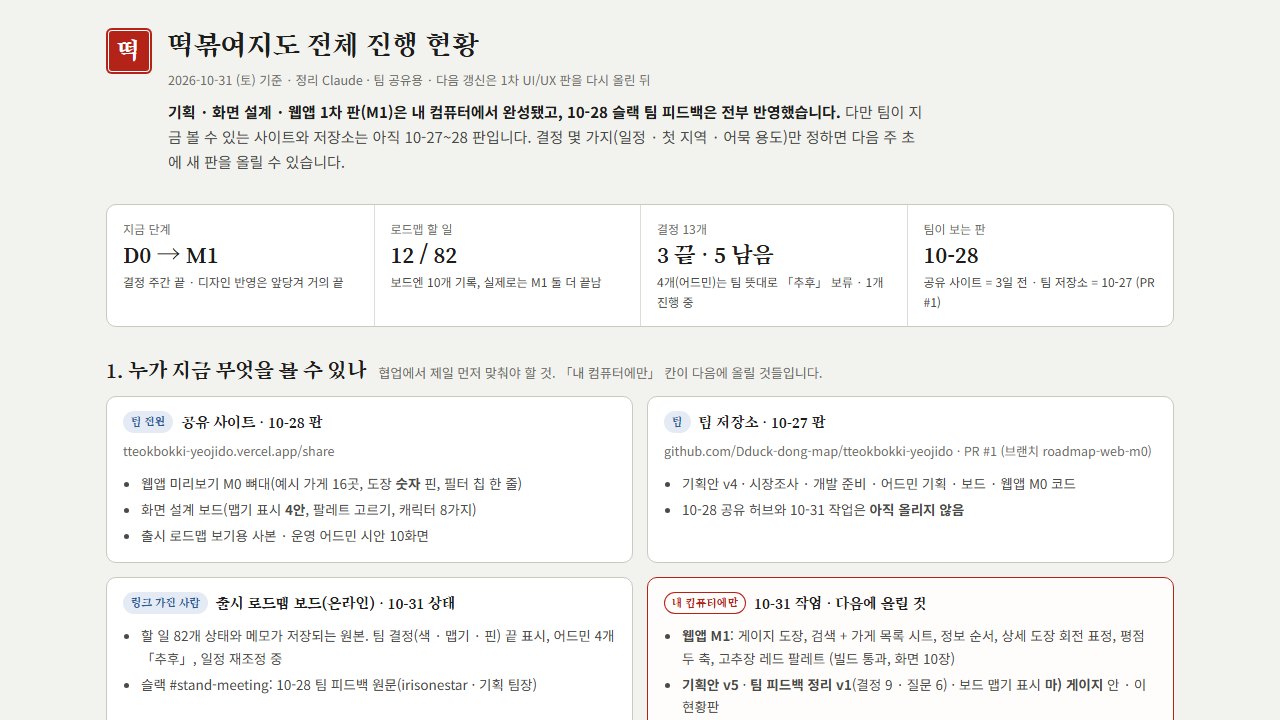 떡
떡볶여지도 전체 진행 현황
2026-10-31 (토) 기준 · 정리 Claude · 팀 공유용 · 다음 갱신은 1차 UI/UX 판을 다시 올린 뒤
기획 · 화면 설계 · 웹앱 1차 판(M1)은 내 컴퓨터에서 완성됐고, 10-28 슬랙 팀 피드백은 전부 반영했습니다. 다만 팀이 지
금 볼 수 있는 사이트와 저장소는 아직 10-27~28 판입니다. 결정 몇 가지(일정 · 첫 지역 · 어묵 용도)만 정하면 다음 주 초
에 새 판을 올릴 수 있습니다.
지금 단계
D0 → M1
결정 주간 끝 · 디자인 반영은 앞당겨 거의 끝
로드맵 할 일
12 / 82
보드엔 10개 기록, 실제로는 M1 둘 더 끝남
결정 13개
3 끝 · 5 남음
4개(어드민)는 팀 뜻대로 「추후」 보류 · 1개
진행 중
팀이 보는 판
10-28
공유 사이트 = 3일 전 · 팀 저장소 = 10-27 (PR
#1)
1. 누가 지금 무엇을 볼 수 있나 협업에서 제일 먼저 맞춰야 할 것. 「내 컴퓨터에만」 칸이 다음에 올릴 것들입니다.
팀 전원 공유 사이트 · 10-28 판
tteokbokki-yeojido.vercel.app/share
• 웹앱 미리보기 M0 뼈대(예시 가게 16곳, 도장 숫자 핀, 필터 칩 한 줄)
• 화면 설계 보드(맵기 표시 4안, 팔레트 고르기, 캐릭터 8가지)
• 출시 로드맵 보기용 사본 · 운영 어드민 시안 10화면
팀 팀 저장소 · 10-27 판
github.com/Dduck-dong-map/tteokbokki-yeojido · PR #1 (브랜치 roadmap-web-m0)
• 기획안 v4 · 시장조사 · 개발 준비 · 어드민 기획 · 보드 · 웹앱 M0 코드
• 10-28 공유 허브와 10-31 작업은 아직 올리지 않음
링크 가진 사람 출시 로드맵 보드(온라인) · 10-31 상태
• 할 일 82개 상태와 메모가 저장되는 원본. 팀 결정(색 · 맵기 · 핀) 끝 표시, 어드민 4개
「추후」, 일정 재조정 중
• 슬랙 #stand-meeting: 10-28 팀 피드백 원문(irisonestar · 기획 팀장)
내 컴퓨터에만 10-31 작업 · 다음에 올릴 것
• 웹앱 M1: 게이지 도장, 검색 + 가게 목록 시트, 정보 순서, 상세 도장 회전 표정, 평점
두 축, 고추장 레드 팔레트 (빌드 통과, 화면 10장)
• 기획안 v5 · 팀 피드백 정리 v1(결정 9 · 질문 6) · 보드 맵기 표시 마) 게이지 안 · 이
현황판